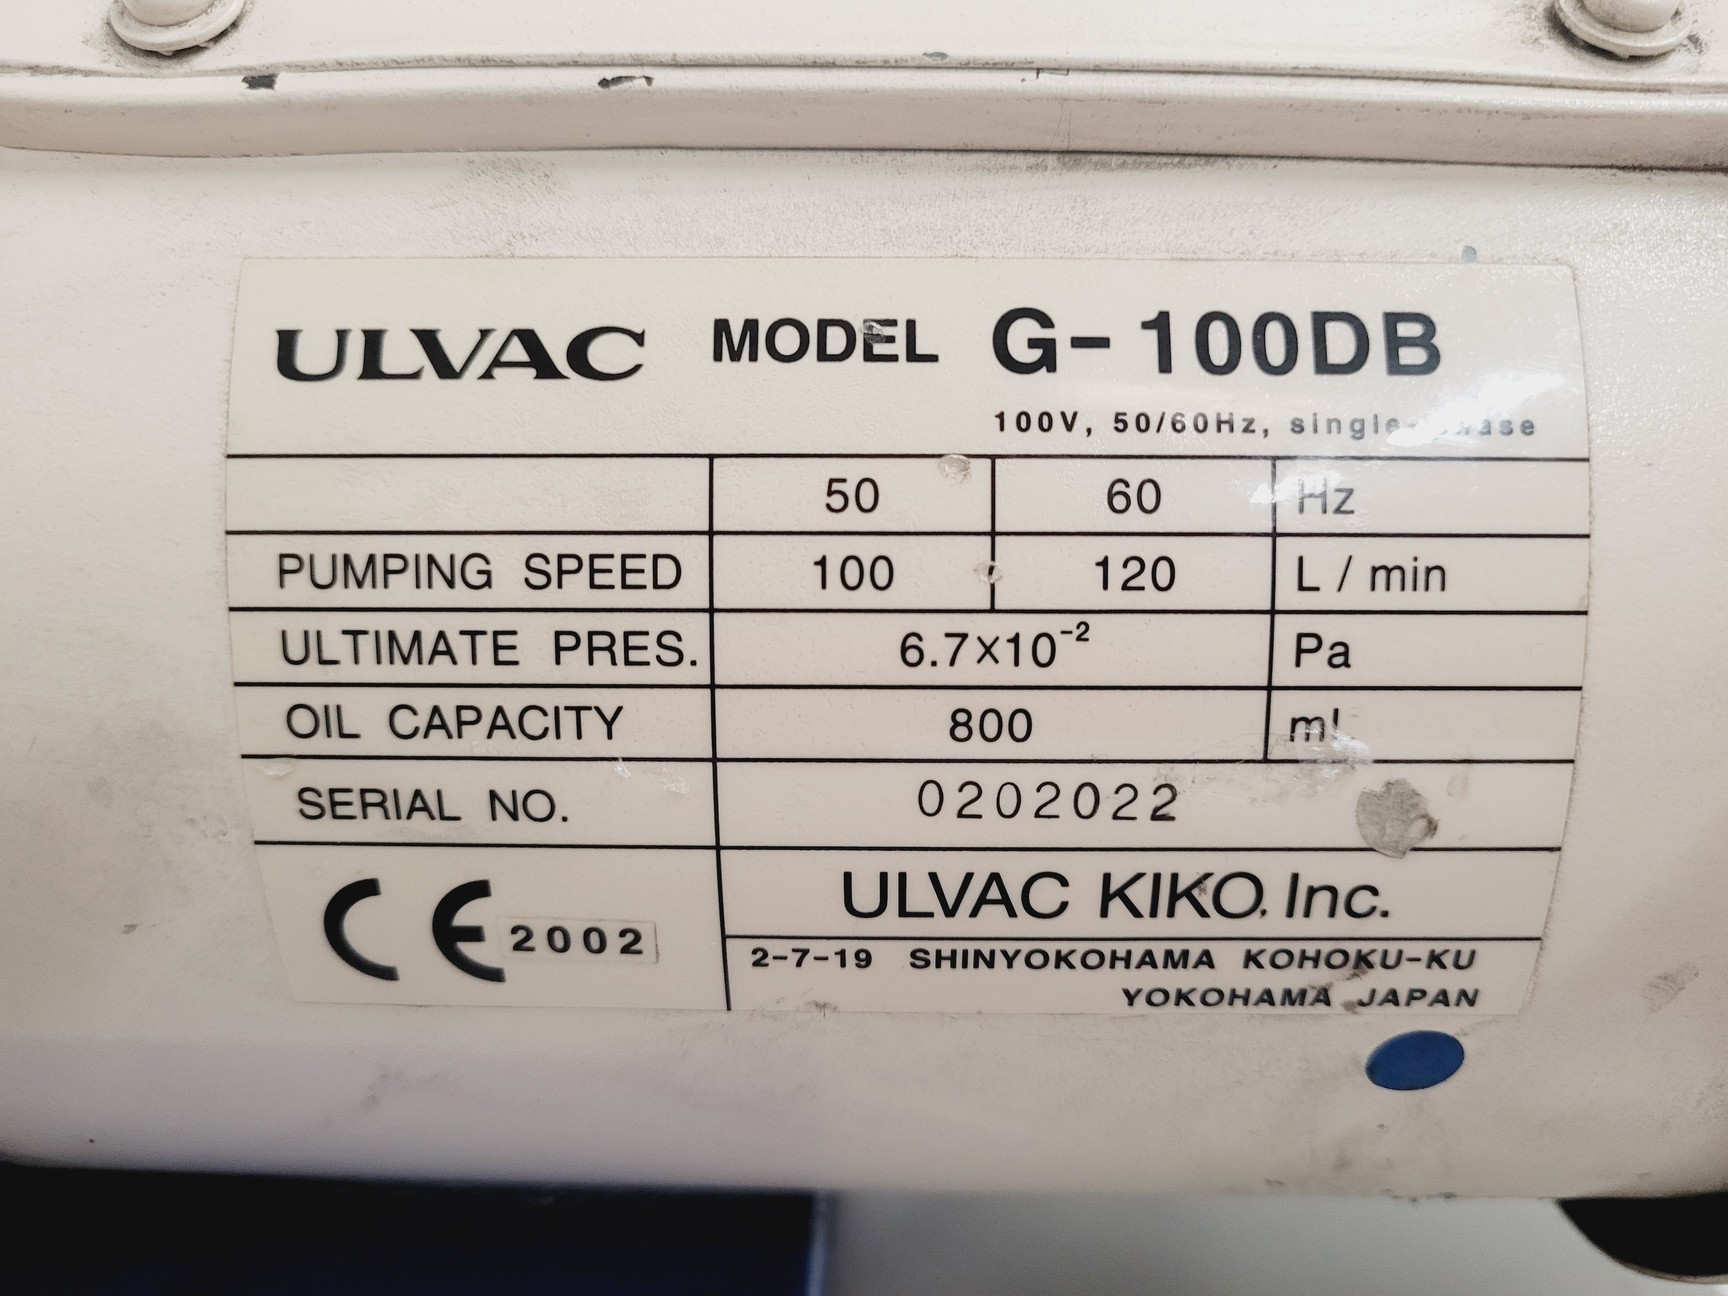 ULVAC MODEL G-100DB
100V, 50/60Hz, single-phase
50 60 Hz
PUMPING SPEED 100 120 L / min
ULTIMATE PRES. 6.7×10⁻² Pa
OIL CAPACITY 800 ml
SERIAL NO. 0202022
CE 2002
ULVAC KIKO, Inc.
2-7-19 SHINYOKOHAMA KOHOKU-KU
YOKOHAMA JAPAN